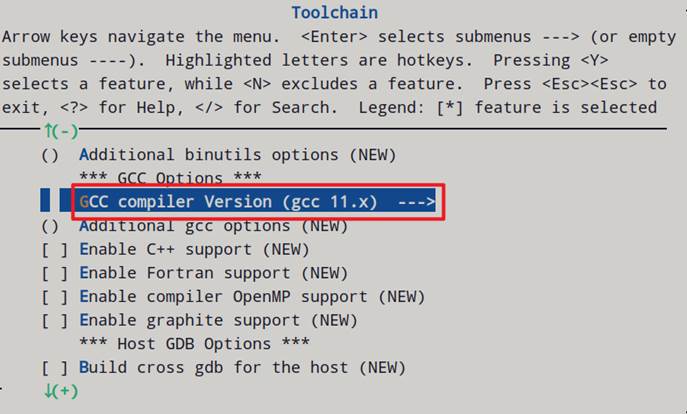 Toolchain
Arrow keys navigate the menu.  <Enter> selects submenus ---> (or empty
submenus ----).  Highlighted letters are hotkeys.  Pressing <Y>
selects a feature, while <N> excludes a feature.  Press <Esc><Esc> to
exit, <?> for Help, </> for Search.  Legend: [*] feature is selected
↑(-)
()  Additional binutils options (NEW)
*** GCC Options ***
GCC compiler Version (gcc 11.x)  --->
()  Additional gcc options (NEW)
[ ] Enable C++ support (NEW)
[ ] Enable Fortran support (NEW)
[ ] Enable compiler OpenMP support (NEW)
[ ] Enable graphite support (NEW)
*** Host GDB Options ***
[ ] Build cross gdb for the host (NEW)
↓(+)